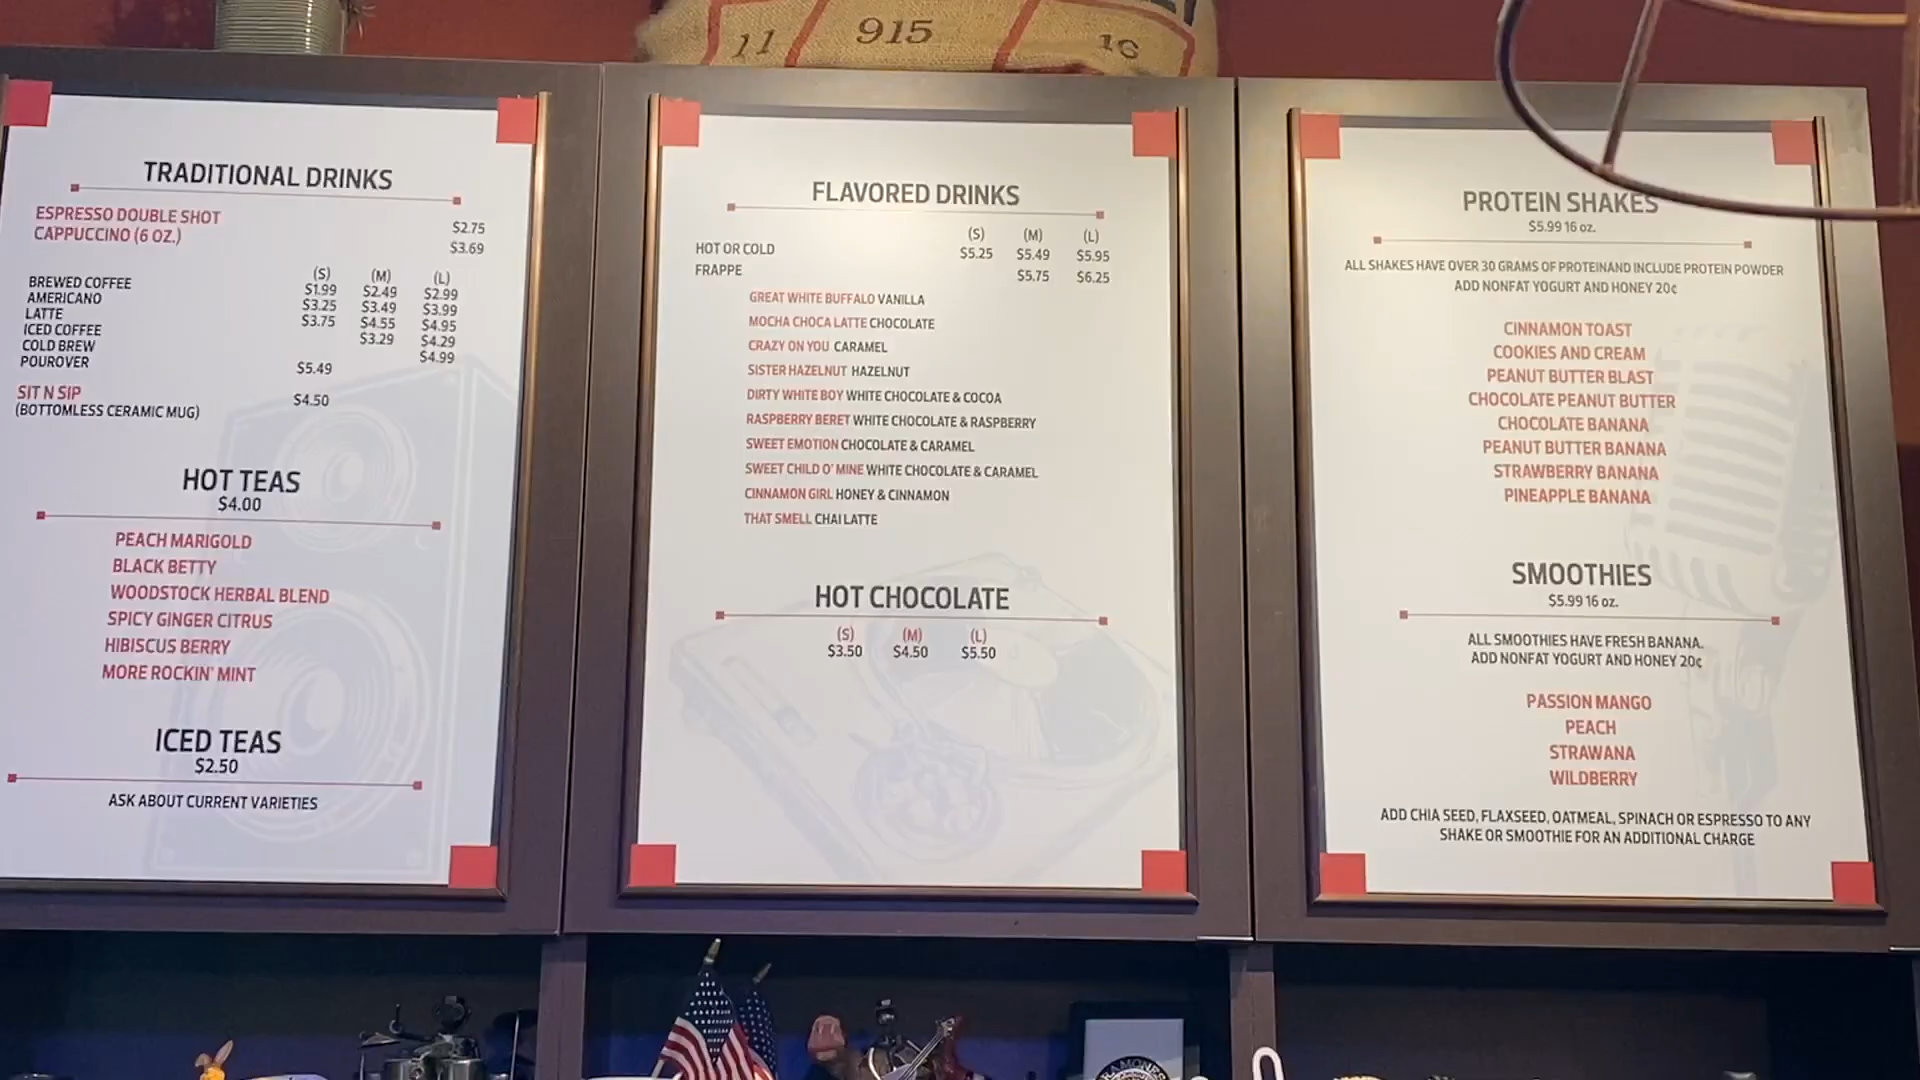 11 915 16
TRADITIONAL DRINKS
ESPRESSO DOUBLE SHOT $2.75
CAPPUCCINO (6 OZ.) $3.69
(S) (M) (L)
BREWED COFFEE $1.99 $2.49 $2.99
AMERICANO $3.25 $3.49 $3.99
LATTE $3.75 $4.55 $4.95
ICED COFFEE $3.29 $4.29
COLD BREW $4.99
POUROVER $5.49
SIT N SIP $4.50
(BOTTOMLESS CERAMIC MUG)
HOT TEAS
$4.00
PEACH MARIGOLD
BLACK BETTY
WOODSTOCK HERBAL BLEND
SPICY GINGER CITRUS
HIBISCUS BERRY
MORE ROCKIN' MINT
ICED TEAS
$2.50
ASK ABOUT CURRENT VARIETIES
FLAVORED DRINKS
(S) (M) (L)
HOT OR COLD $5.25 $5.49 $5.95
FRAPPE $5.75 $6.25
GREAT WHITE BUFFALO VANILLA
MOCHA CHOCA LATTE CHOCOLATE
CRAZY ON YOU CARAMEL
SISTER HAZELNUT HAZELNUT
DIRTY WHITE BOY WHITE CHOCOLATE & COCOA
RASPBERRY BERET WHITE CHOCOLATE & RASPBERRY
SWEET EMOTION CHOCOLATE & CARAMEL
SWEET CHILD O' MINE WHITE CHOCOLATE & CARAMEL
CINNAMON GIRL HONEY & CINNAMON
THAT SMELL CHAI LATTE
HOT CHOCOLATE
(S) (M) (L)
$3.50 $4.50 $5.50
PROTEIN SHAKES
$5.99 16 oz.
ALL SHAKES HAVE OVER 30 GRAMS OF PROTEINAND INCLUDE PROTEIN POWDER
ADD NONFAT YOGURT AND HONEY 20¢
CINNAMON TOAST
COOKIES AND CREAM
PEANUT BUTTER BLAST
CHOCOLATE PEANUT BUTTER
CHOCOLATE BANANA
PEANUT BUTTER BANANA
STRAWBERRY BANANA
PINEAPPLE BANANA
SMOOTHIES
$5.99 16 oz.
ALL SMOOTHIES HAVE FRESH BANANA.
ADD NONFAT YOGURT AND HONEY 20¢
PASSION MANGO
PEACH
STRAWANA
WILDBERRY
ADD CHIA SEED, FLAXSEED, OATMEAL, SPINACH OR ESPRESSO TO ANY
SHAKE OR SMOOTHIE FOR AN ADDITIONAL CHARGE
RAMONES